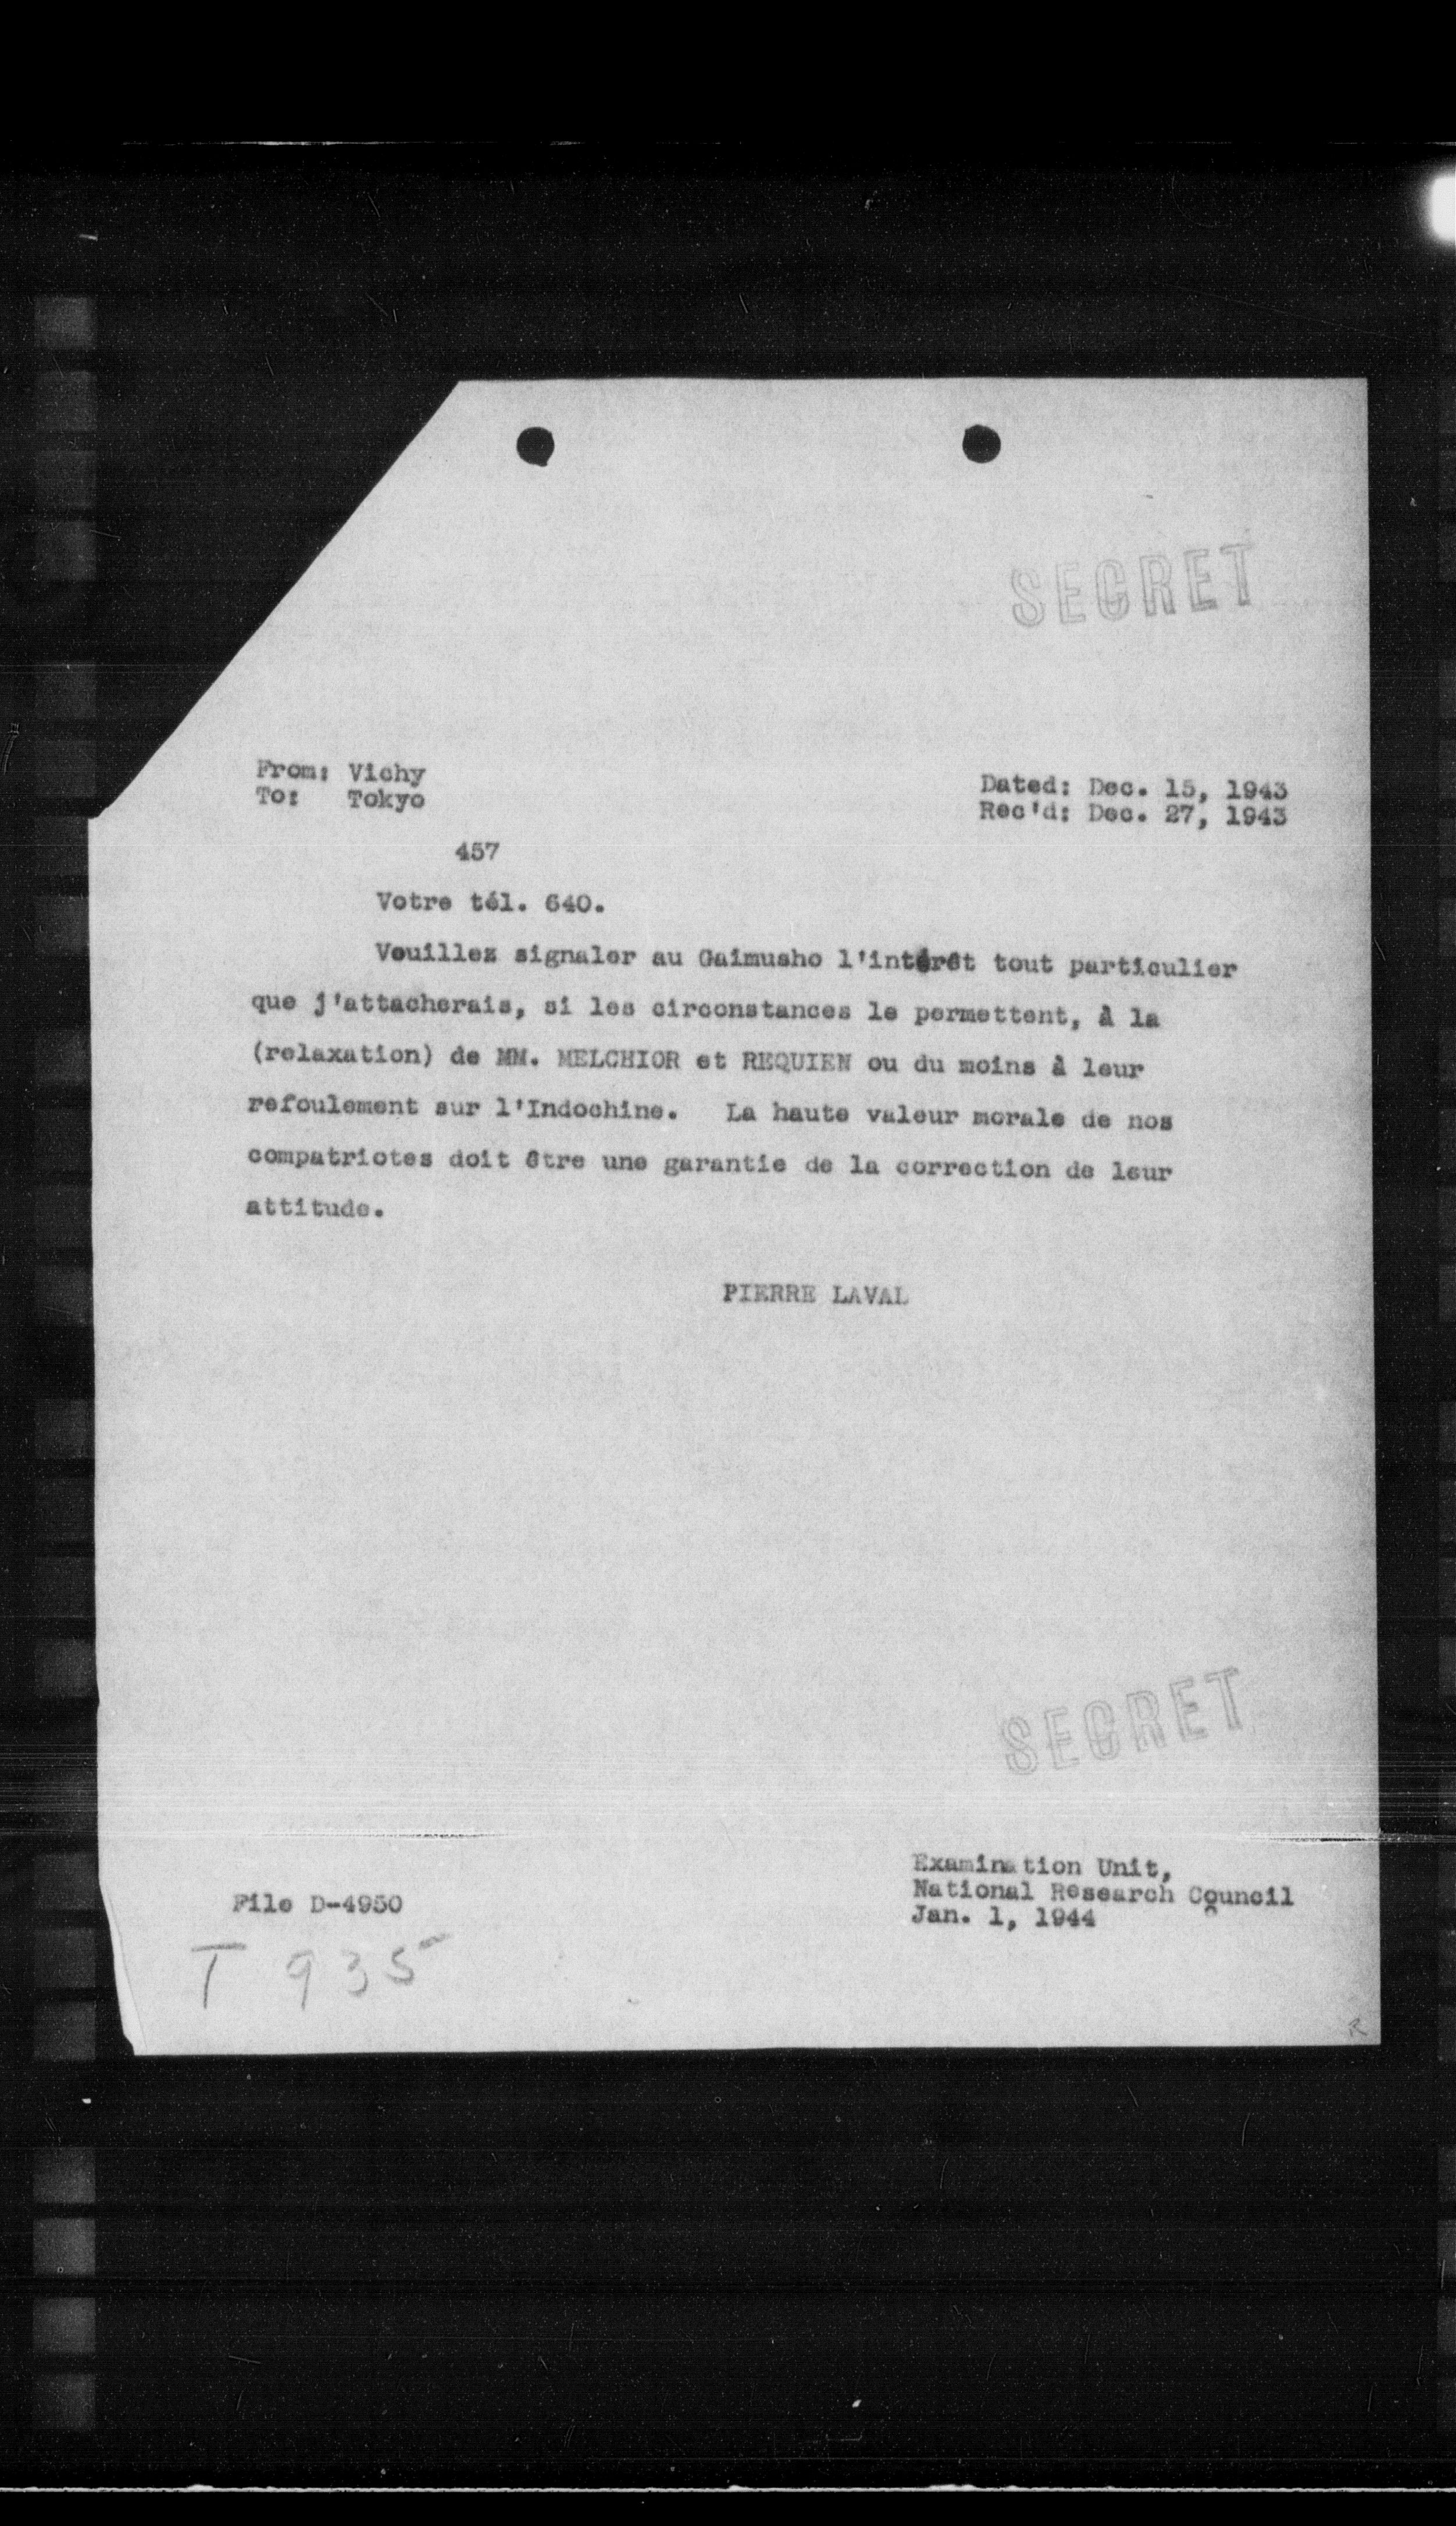 SECRET
From: Vichy
To: Tokyo
Dated: Dec. 15, 1943
Rec'd: Dec. 27, 1943
457
Votre tél. 640.
Veuillez signaler au Gaimusho l'intérêt tout particulier
que j'attacherais, si les circonstances le permettent, à la
(relaxation) de MM. MELCHIOR et REQUIEN ou du moins à leur
refoulement sur l'Indochine. La haute valeur morale de nos
compatriotes doit être une garantie de la correction de leur
attitude.
PIERRE LAVAL
SECRET
Examination Unit,
National Research Council
Jan. 1, 1944
File D-4950
T 935
R